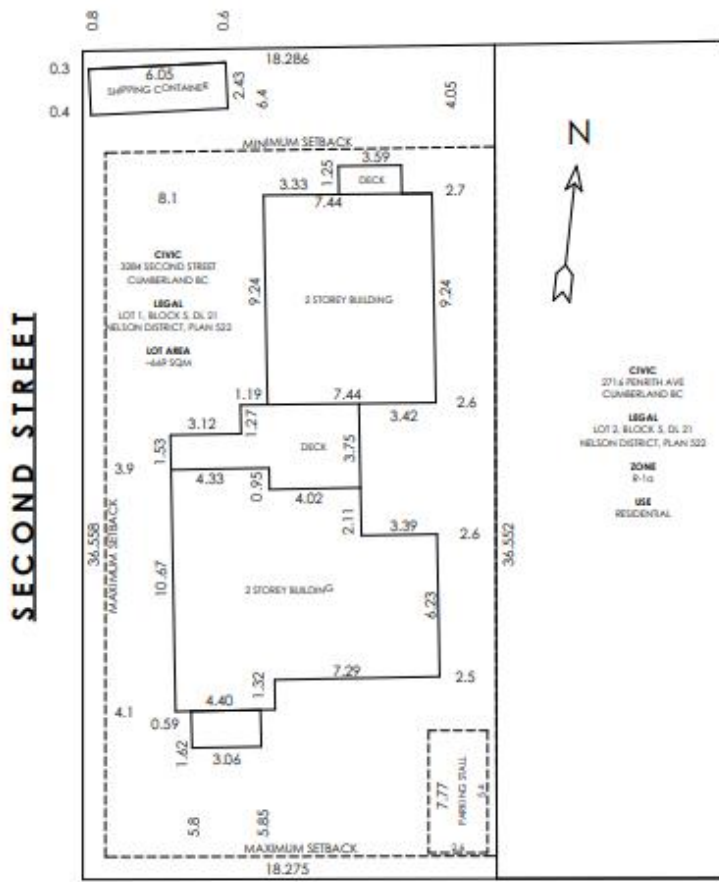 0.8
0.6
0.3
0.4
18.286
6.05
SHIPPING CONTAINER
2.43
6.4
4.05
MINIMUM SETBACK
N
3.59
1.25
DECK
3.33
7.44
2.7
8.1
CIVIC
3284 SECOND STREET
CUMBERLAND BC
LEGAL
LOT 1, BLOCK 5, DL 21
NELSON DISTRICT, PLAN 522
LOT AREA
~669 SQM
9.24
2 STOREY BUILDING
9.24
SECOND STREET
CIVIC
2716 PENRITH AVE
CUMBERLAND BC
LEGAL
LOT 2, BLOCK 5, DL 21
NELSON DISTRICT, PLAN 522
ZONE
R-1a
USE
RESIDENTIAL
1.19
7.44
3.42
2.6
3.12
1.27
DECK
3.75
1.53
3.9
4.33
0.95
4.02
2.11
3.39
2.6
36.558
MAXIMUM SETBACK
36.552
10.67
2 STOREY BUILDING
6.23
7.29
2.5
1.32
4.40
4.1
0.59
1.62
3.06
7.77
PARKING STALL
5.8
5.85
MAXIMUM SETBACK
18.275